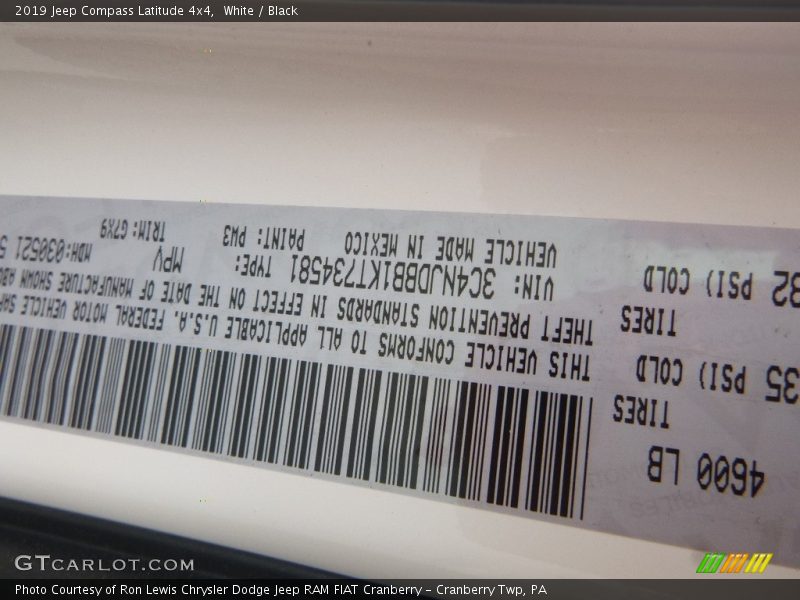 2019 Jeep Compass Latitude 4x4, White / Black
4600 LB
TIRES
35 PSI) COLD
TIRES
32 PSI) COLD
THIS VEHICLE CONFORMS TO ALL APPLICABLE U.S.A. FEDERAL MOTOR VEHICLE
THEFT PREVENTION STANDARDS IN EFFECT ON THE DATE OF MANUFACTURE SHOWN
VIN: 3C4NJDBB1KT734581 TYPE: MPV MDH:030521
VEHICLE MADE IN MEXICO PAINT: PW3 TRIM: G7X9
GTCARLOT.COM
Photo Courtesy of Ron Lewis Chrysler Dodge Jeep RAM FIAT Cranberry - Cranberry Twp, PA